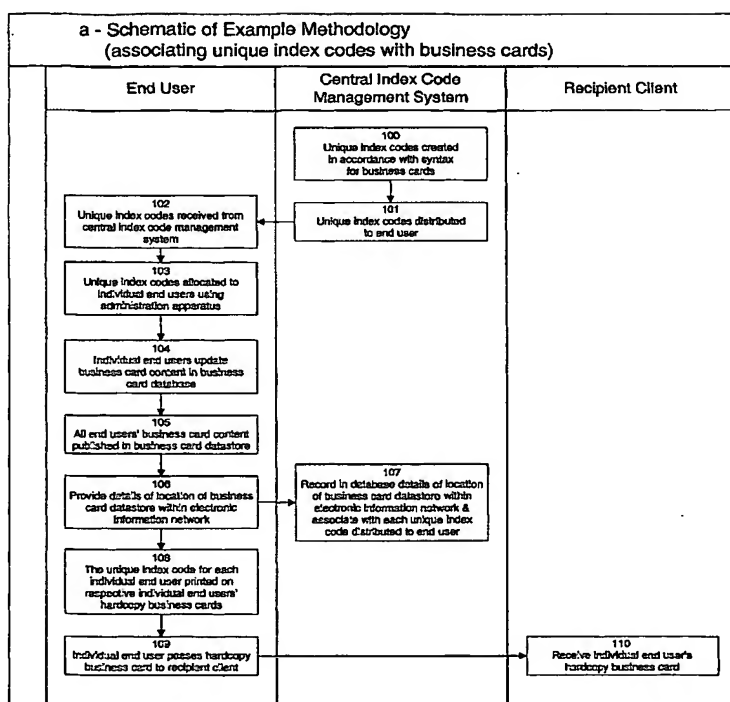 a - Schematic of Example Methodology
(associating unique index codes with business cards)
End User
Central Index Code
Management System
Recipient Client
100
Unique index codes created
in accordance with syntax
for business cards
101
Unique index codes distributed
to end user
102
Unique index codes received from
central index code management
system
103
Unique index codes allocated to
individual end users using
administration apparatus
104
Individual end users update
business card content in business
card database
105
All end users' business card content
published in business card datastore
106
Provide details of location of business
card datastore within electronic
information network
107
Record in database details of location
of business card datastore within
electronic information network &
associate with each unique index
code distributed to end user
108
The unique index code for each
individual end user printed on
respective individual end users'
hardcopy business cards
109
Individual end user passes hardcopy
business card to recipient client
110
Receive individual end user's
hardcopy business card